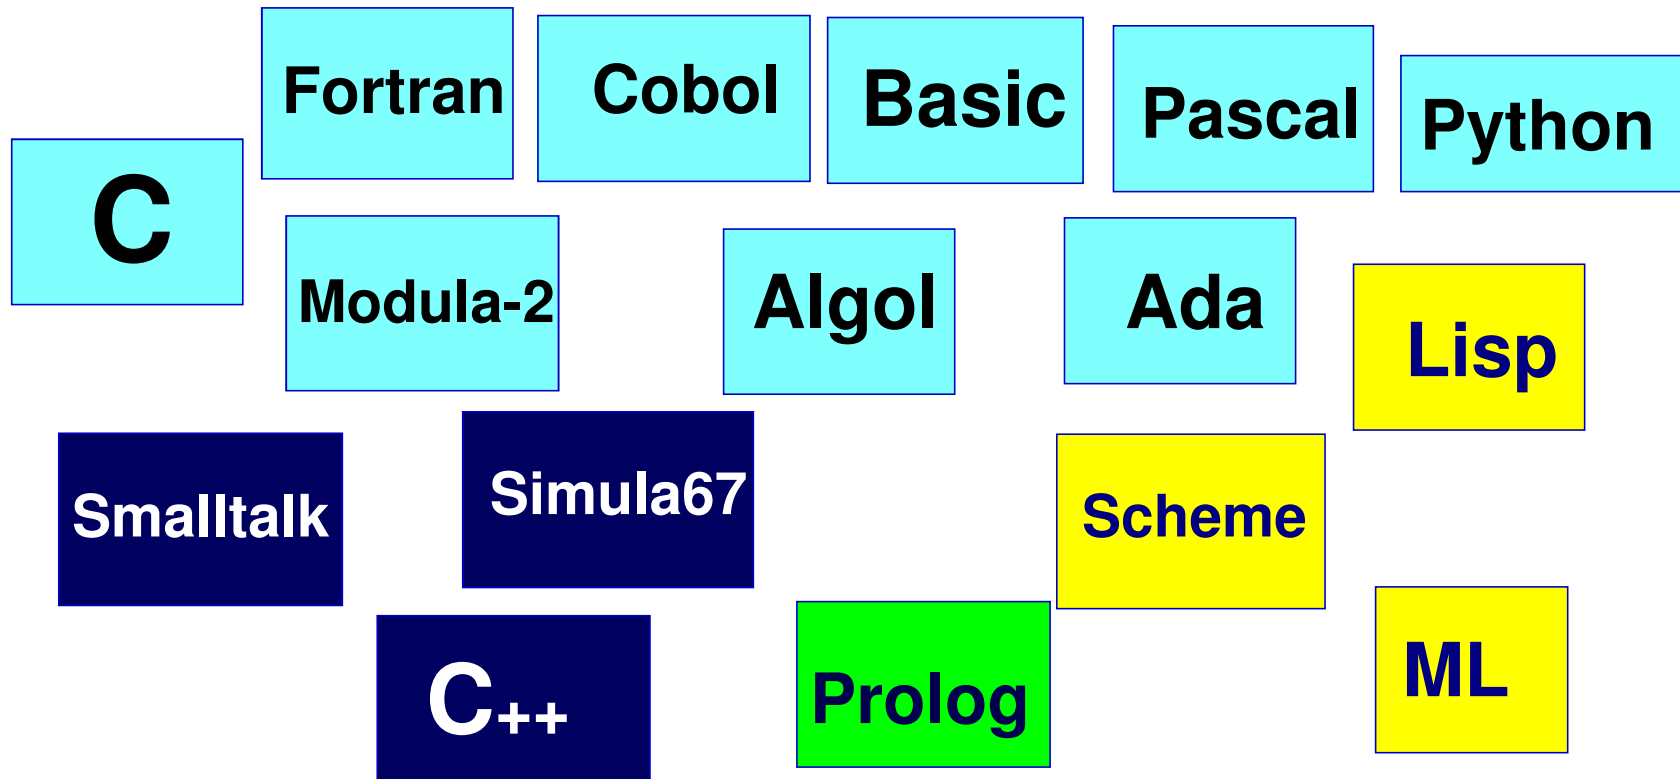 Fortran
Cobol
Basic
Pascal
Python
C
Modula-2
Algol
Ada
Lisp
Smalltalk
Simula67
Scheme
C++
Prolog
ML